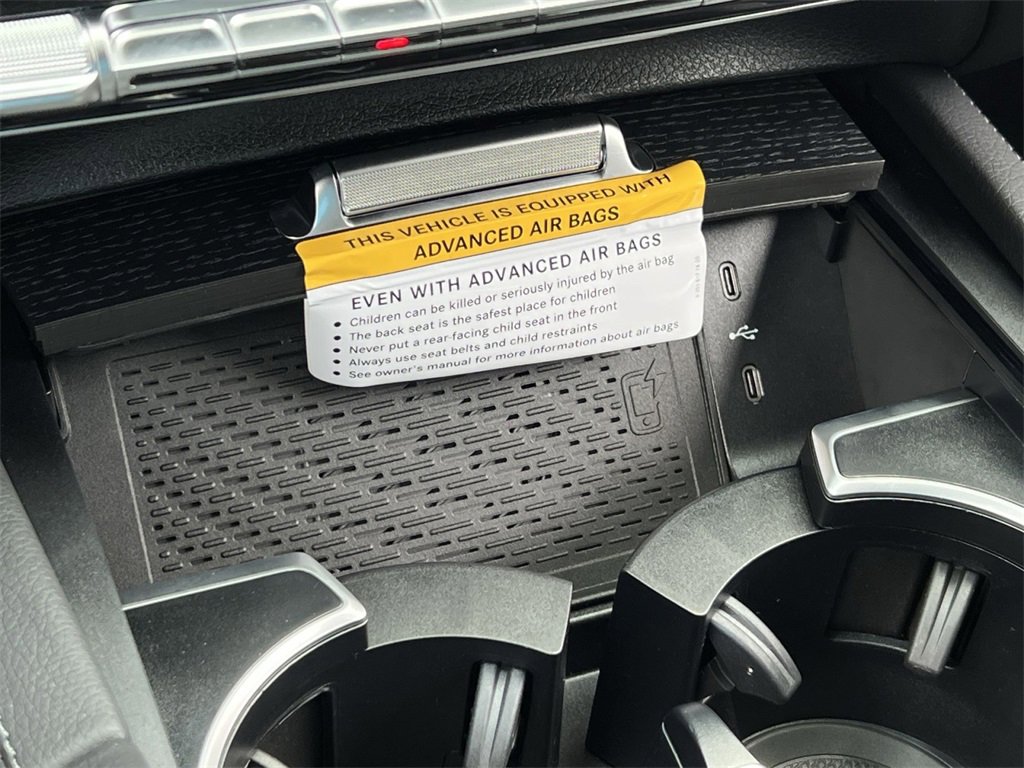 THIS VEHICLE IS EQUIPPED WITH
ADVANCED AIR BAGS
EVEN WITH ADVANCED AIR BAGS
• Children can be killed or seriously injured by the air bag
• The back seat is the safest place for children
• Never put a rear-facing child seat in the front
• Always use seat belts and child restraints
• See owner's manual for more information about air bags